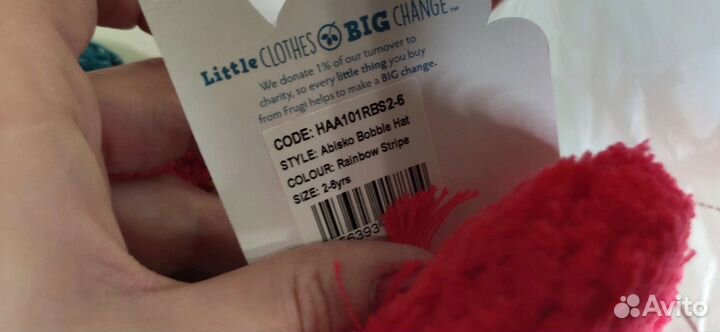 Little CLOTHES BIG CHANGE™
We donate 1% of our turnover to
charity, so every little thing you buy
from Frugi helps to make a BIG change.
CODE: HAA101RBS2-6
STYLE: Abisko Bobble Hat
COLOUR: Rainbow Stripe
SIZE: 2-6yrs
56393
Avito